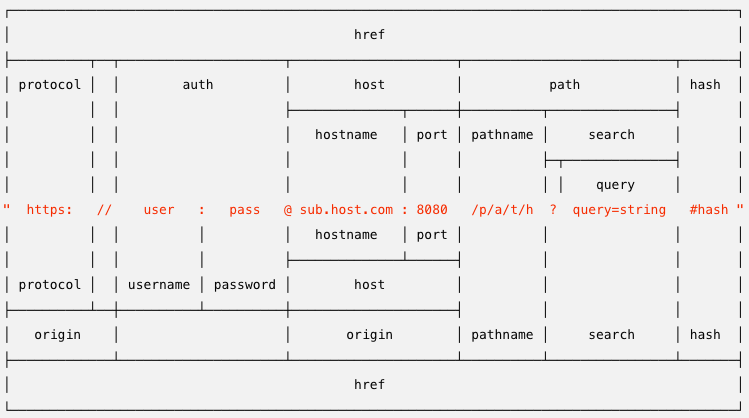 href
protocol auth host path hash
hostname port pathname search
query
" https: // user : pass @ sub.host.com : 8080 /p/a/t/h ? query=string #hash "
hostname port
protocol username password host
origin origin pathname search hash
href